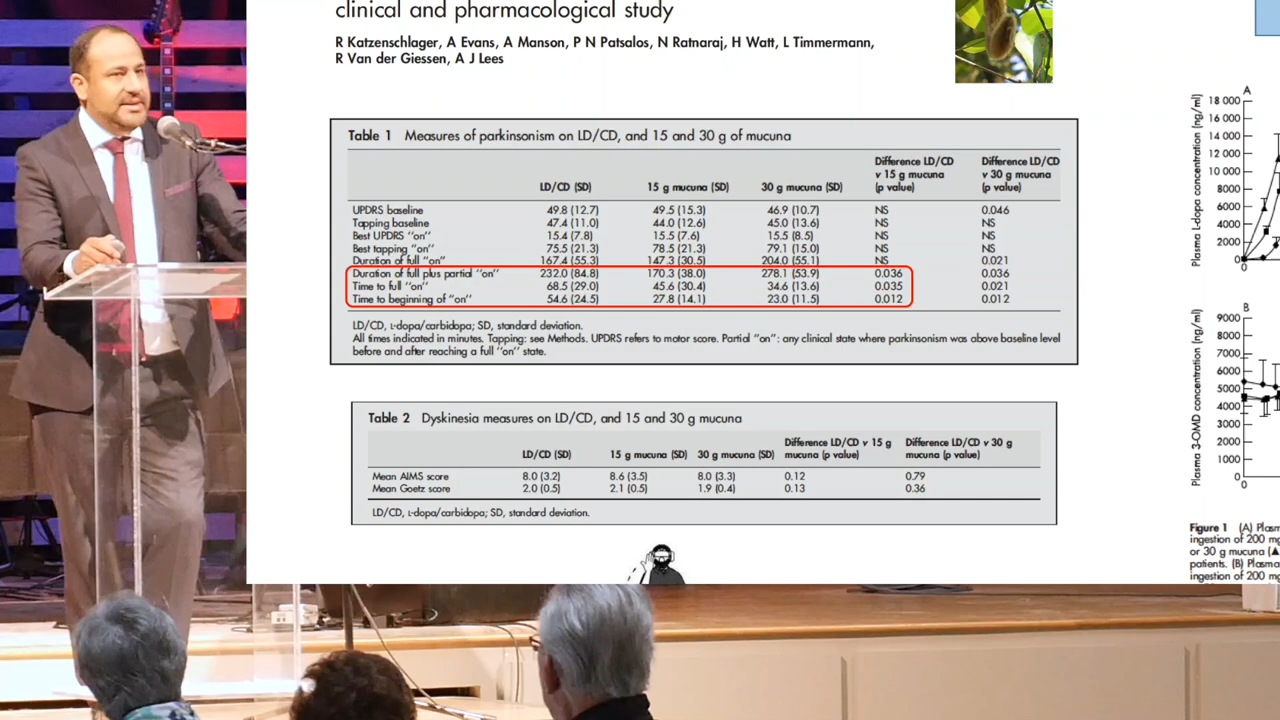 clinical and pharmacological study
R Katzenschlager, A Evans, A Manson, P N Patsalos, N Ratnaraj, H Watt, L Timmermann,
R Van der Giessen, A J Lees
Table 1 Measures of parkinsonism on LD/CD, and 15 and 30 g of mucuna
LD/CD (SD) 15 g mucuna (SD) 30 g mucuna (SD) Difference LD/CD v 15 g mucuna (p value) Difference LD/CD v 30 g mucuna (p value)
UPDRS baseline 49.8 (12.7) 49.5 (15.3) 46.9 (10.7) NS 0.046
Tapping baseline 47.4 (11.0) 44.0 (12.6) 45.0 (13.6) NS NS
Best UPDRS ‘‘on’’ 15.4 (7.8) 15.5 (7.6) 15.5 (8.5) NS NS
Best tapping ‘‘on’’ 75.5 (21.3) 78.5 (21.3) 79.1 (15.0) NS NS
Duration of full ‘‘on’’ 167.4 (55.3) 147.3 (30.5) 204.0 (55.1) NS 0.021
Duration of full plus partial ‘‘on’’ 232.0 (84.8) 170.3 (38.0) 278.1 (53.9) 0.036 0.036
Time to full ‘‘on’’ 68.5 (29.0) 45.6 (30.4) 34.6 (13.6) 0.035 0.021
Time to beginning of ‘‘on’’ 54.6 (24.5) 27.8 (14.1) 23.0 (11.5) 0.012 0.012
LD/CD, L-dopa/carbidopa; SD, standard deviation.
All times indicated in minutes. Tapping: see Methods. UPDRS refers to motor score. Partial ‘‘on’’: any clinical state where parkinsonism was above baseline level
before and after reaching a full ‘‘on’’ state.
Table 2 Dyskinesia measures on LD/CD, and 15 and 30 g mucuna
LD/CD (SD) 15 g mucuna (SD) 30 g mucuna (SD) Difference LD/CD v 15 g mucuna (p value) Difference LD/CD v 30 g mucuna (p value)
Mean AIMS score 8.0 (3.2) 8.6 (3.5) 8.0 (3.3) 0.12 0.79
Mean Goetz score 2.0 (0.5) 2.1 (0.5) 1.9 (0.4) 0.13 0.36
LD/CD, L-dopa/carbidopa; SD, standard deviation.
A
Plasma L-dopa concentration (ng/ml)
18 000
16 000
14 000
12 000
10 000
8000
6000
4000
2000
0
0
B
Plasma 3-OMD concentration (ng/ml)
9000
8000
7000
6000
5000
4000
3000
2000
1000
0
0
Figure 1 (A) Plasm
ingestion of 200 mg
or 30 g mucuna (▲
patients. (B) Plasma
ingestion of 200 mg